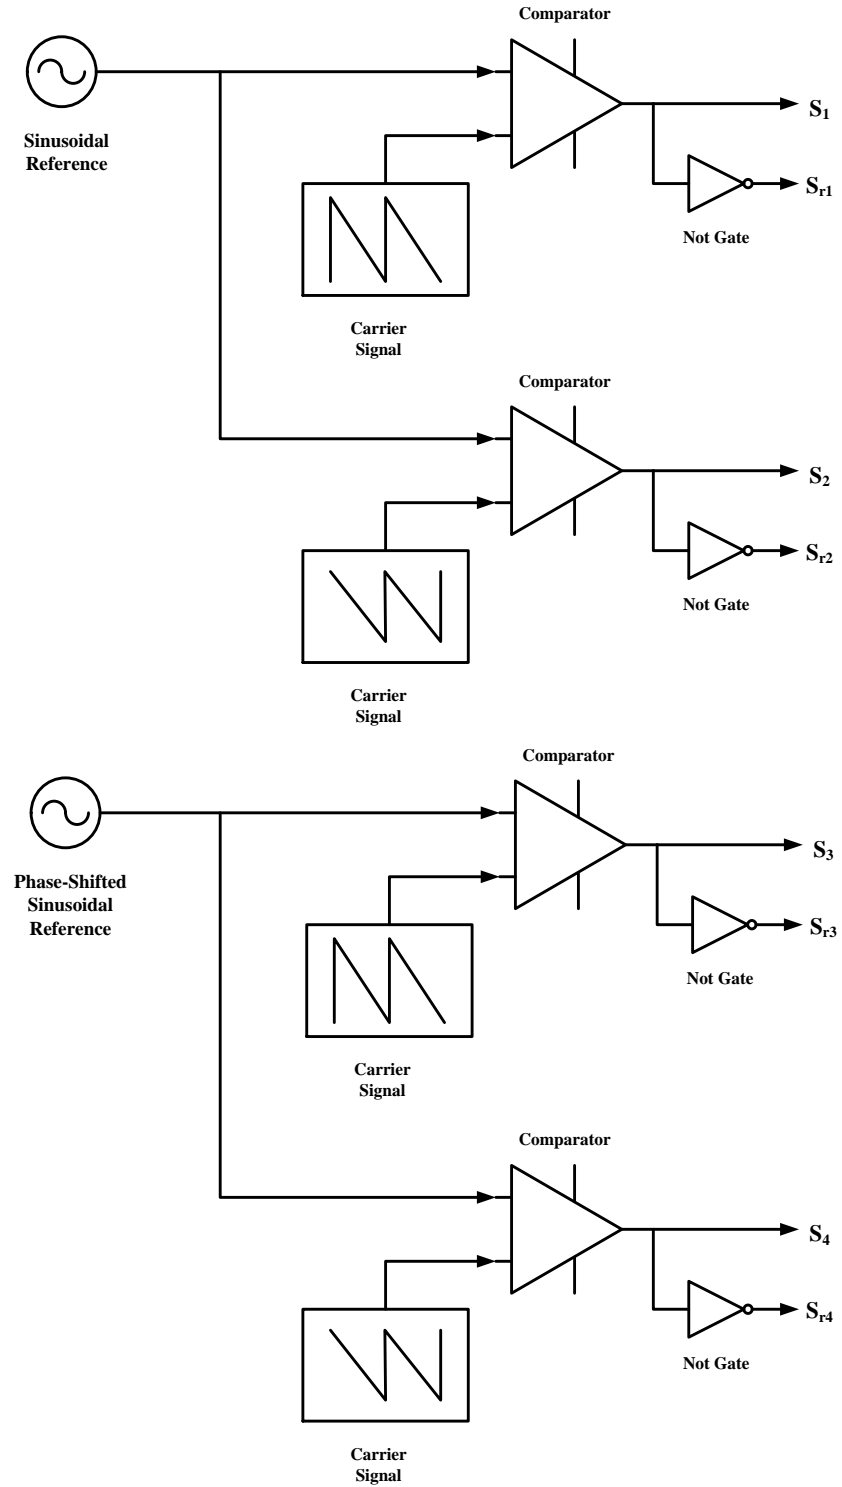 Comparator
Sinusoidal
Reference
S1
Sr1
Not Gate
Carrier
Signal
Comparator
S2
Sr2
Not Gate
Carrier
Signal
Comparator
Phase-Shifted
Sinusoidal
Reference
S3
Sr3
Not Gate
Carrier
Signal
Comparator
S4
Sr4
Not Gate
Carrier
Signal